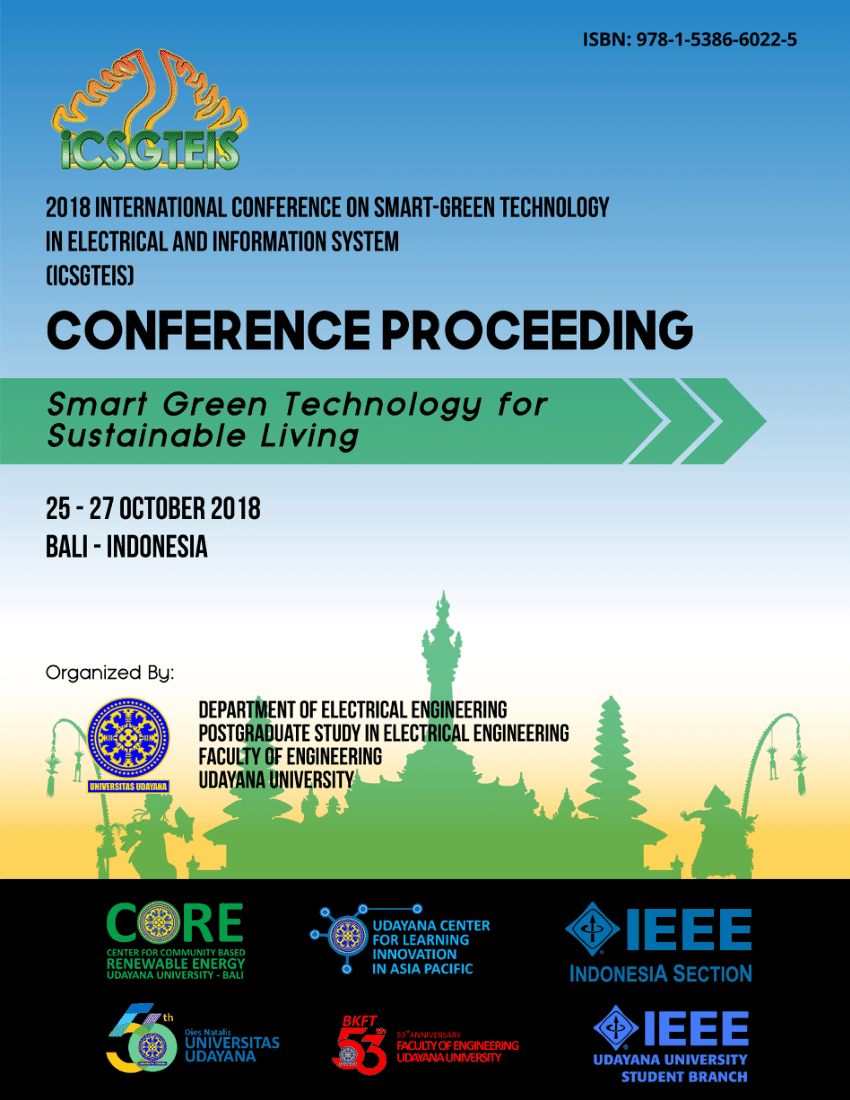 ISBN: 978-1-5386-6022-5
iCSGTEIS
2018 INTERNATIONAL CONFERENCE ON SMART-GREEN TECHNOLOGY
IN ELECTRICAL AND INFORMATION SYSTEM
(ICSGTEIS)
CONFERENCE PROCEEDING
Smart Green Technology for
Sustainable Living
25 - 27 OCTOBER 2018
BALI - INDONESIA
Organized By:
UNIVERSITAS UDAYANA
DEPARTMENT OF ELECTRICAL ENGINEERING
POSTGRADUATE STUDY IN ELECTRICAL ENGINEERING
FACULTY OF ENGINEERING
UDAYANA UNIVERSITY
CORE
CENTER FOR COMMUNITY BASED
RENEWABLE ENERGY
UDAYANA UNIVERSITY - BALI
UDAYANA CENTER
FOR LEARNING
INNOVATION
IN ASIA PACIFIC
IEEE
INDONESIA SECTION
56th
Dies Natalis
UNIVERSITAS
UDAYANA
BKFT
53
53rd ANNIVERSARY
FACULTY OF ENGINEERING
UDAYANA UNIVERSITY
IEEE
UDAYANA UNIVERSITY
STUDENT BRANCH